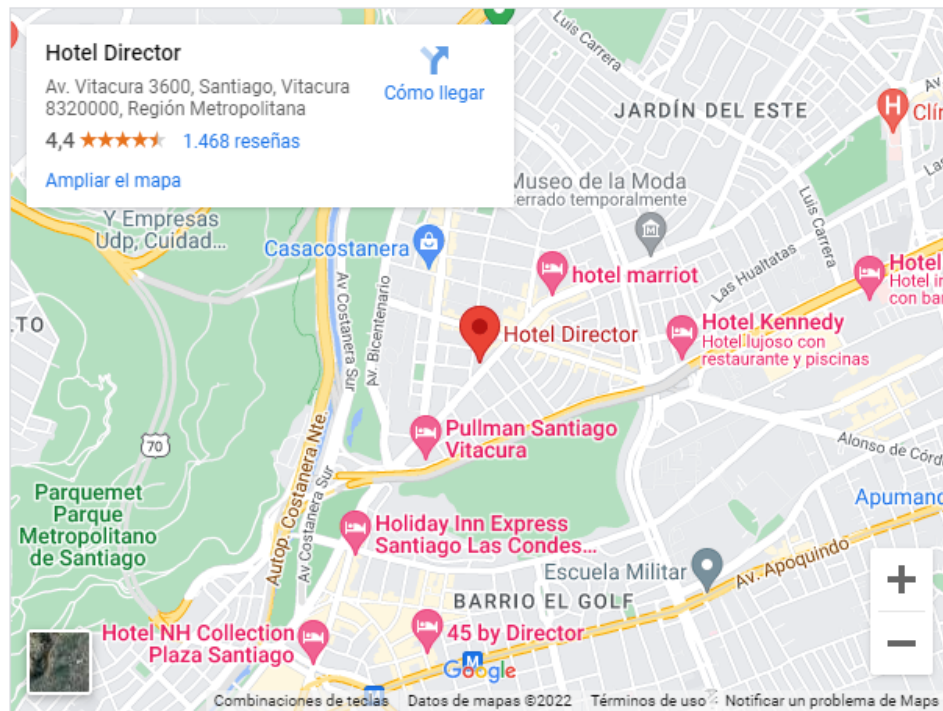 Hotel Director
Av. Vitacura 3600, Santiago, Vitacura
8320000, Región Metropolitana
4,4
1.468 reseñas
Ampliar el mapa
Cómo llegar
Luis Carrera
JARDÍN DEL ESTE
Av
H
Clín
Las
Museo de la Moda
Cerrado temporalmente
Y Empresas
Udp, Cuidad...
Casacostanera
Luis Carrera
Las Hualtatas
hotel marriot
Hotel
Hotel in
con bar
LTO
Av Costanera Sur
Av. Bicentenario
Hotel Director
Hotel Kennedy
Hotel lujoso con
restaurante y piscinas
Pullman Santiago
Vitacura
70
Alonso de Córd
Autop. Costanera Nte.
Av.Costanera Sur
Parquemet
Parque
Metropolitano
de Santiago
Apumanq
Holiday Inn Express
Santiago Las Condes...
Escuela Militar
Av. Apoquindo
+
BARRIO EL GOLF
Hotel NH Collection
Plaza Santiago
45 by Director
−
M
Google
Combinaciones de teclas
Datos de mapas ©2022
Términos de uso
Notificar un problema de Maps